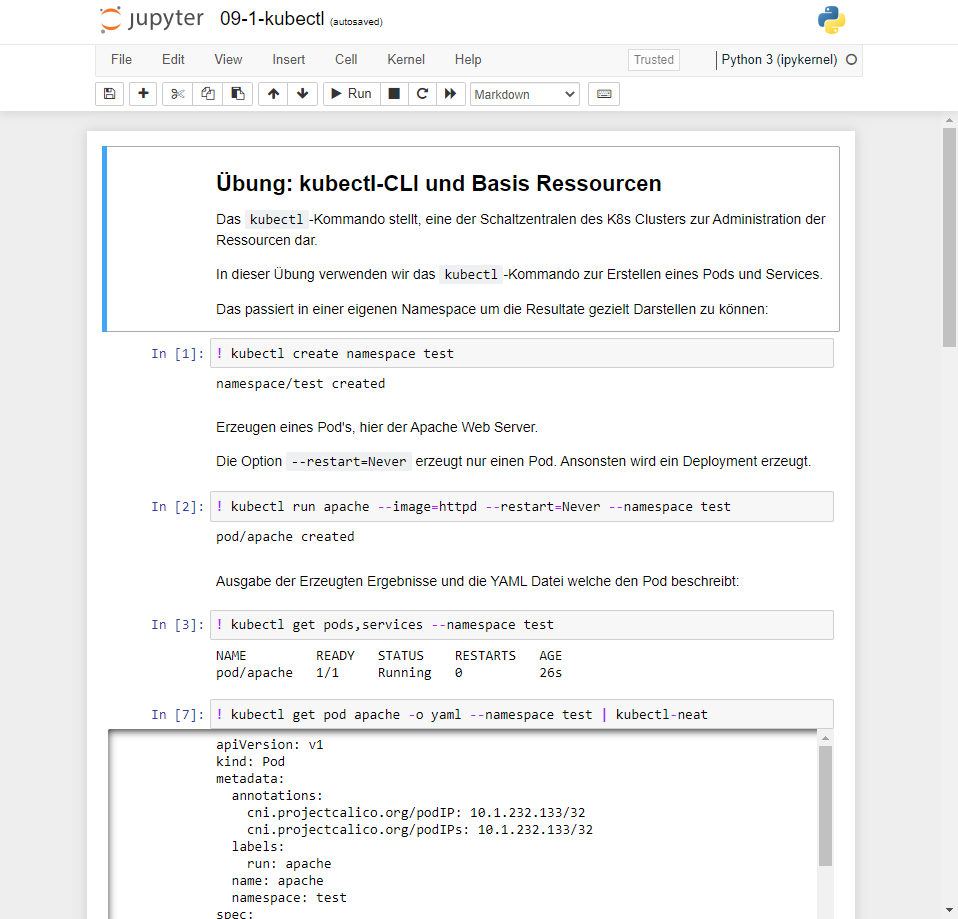 jupyter 09-1-kubectl (autosaved)
File Edit View Insert Cell Kernel Help Trusted Python 3 (ipykernel)
Run Markdown
Übung: kubectl-CLI und Basis Ressourcen
Das kubectl -Kommando stellt, eine der Schaltzentralen des K8s Clusters zur Administration der
Ressourcen dar.
In dieser Übung verwenden wir das kubectl -Kommando zur Erstellen eines Pods und Services.
Das passiert in einer eigenen Namespace um die Resultate gezielt Darstellen zu können:
In [1]: ! kubectl create namespace test
namespace/test created
Erzeugen eines Pod's, hier der Apache Web Server.
Die Option --restart=Never erzeugt nur einen Pod. Ansonsten wird ein Deployment erzeugt.
In [2]: ! kubectl run apache --image=httpd --restart=Never --namespace test
pod/apache created
Ausgabe der Erzeugten Ergebnisse und die YAML Datei welche den Pod beschreibt:
In [3]: ! kubectl get pods,services --namespace test
NAME READY STATUS RESTARTS AGE
pod/apache 1/1 Running 0 26s
In [7]: ! kubectl get pod apache -o yaml --namespace test | kubectl-neat
apiVersion: v1
kind: Pod
metadata:
annotations:
cni.projectcalico.org/podIP: 10.1.232.133/32
cni.projectcalico.org/podIPs: 10.1.232.133/32
labels:
run: apache
name: apache
namespace: test
spec: